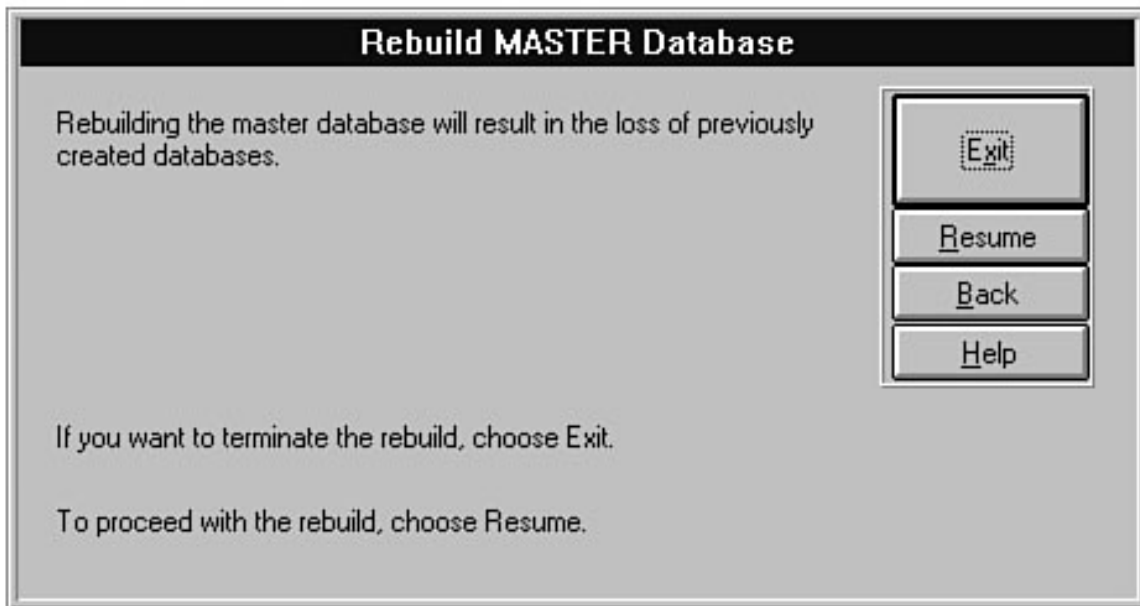 Rebuild MASTER Database
Rebuilding the master database will result in the loss of previously
created databases.
Exit
Resume
Back
Help
If you want to terminate the rebuild, choose Exit.
To proceed with the rebuild, choose Resume.